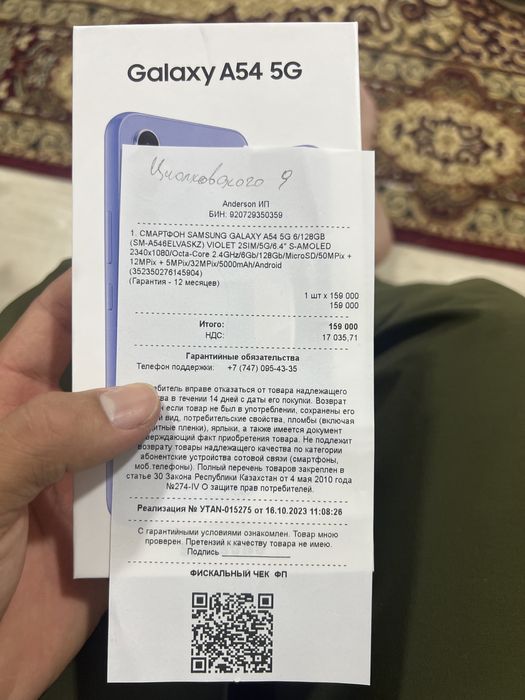 Galaxy A54 5G
Циолковского 9
Anderson ИП
БИН: 920729350359
1. СМАРТФОН SAMSUNG GALAXY A54 5G 6/128GB
(SM-A546ELVASKZ) VIOLET 2SIM/5G/6.4" S-AMOLED
2340x1080/Octa-Core 2.4GHz/6Gb/128Gb/MicroSD/50MPix +
12MPix + 5MPix/32MPix/5000mAh/Android
(352350276145904)
(Гарантия - 12 месяцев)
1 шт x 159 000
159 000
Итого: 159 000
НДС: 17 035,71
Гарантийные обязательства
Телефон поддержки: +7 (747) 095-43-35
вправе отказаться от товара надлежащего
в течении 14 дней с даты его покупки. Возврат
если товар не был в употреблении, сохранены его
вид, потребительские свойства, пломбы (включая
пленки), ярлыки, а также имеется документ
факт приобретения товара. Не подлежит
возврату товары надлежащего качества по категории
абонентские устройства сотовой связи (смартфоны,
моб.телефоны). Полный перечень товаров закреплен в
статье 30 Закона Республики Казахстан от 4 мая 2010 года
№274-IV О защите прав потребителей.
Реализация № YTAN-015275 от 16.10.2023 11:08:26
С гарантийными условиями ознакомлен. Товар мною
проверен. Претензий к качеству товара не имею.
Подпись
ФИСКАЛЬНЫЙ ЧЕК ФП